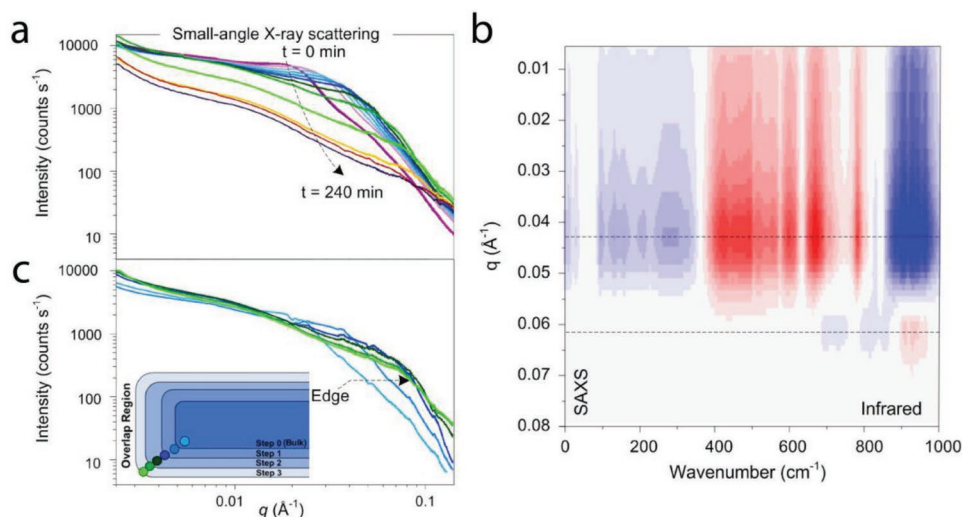 a
Small-angle X-ray scattering
t = 0 min
10000
1000
100
10
Intensity (counts s⁻¹)
t = 240 min
b
0.01
0.02
0.03
0.04
0.05
0.06
0.07
0.08
q (Å⁻¹)
SAXS
Infrared
0 200 400 600 800 1000
Wavenumber (cm⁻¹)
c
10000
1000
100
10
Intensity (counts s⁻¹)
Edge
Overlap Region
Step 0 (Bulk)
Step 1
Step 2
Step 3
0.01 0.1
q (Å⁻¹)